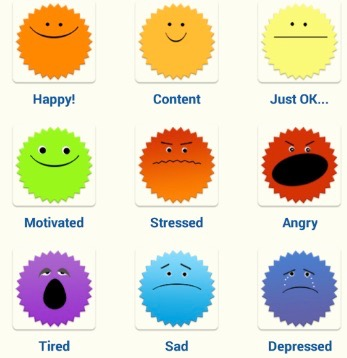 Happy! Content Just OK...
Motivated Stressed Angry
Tired Sad Depressed